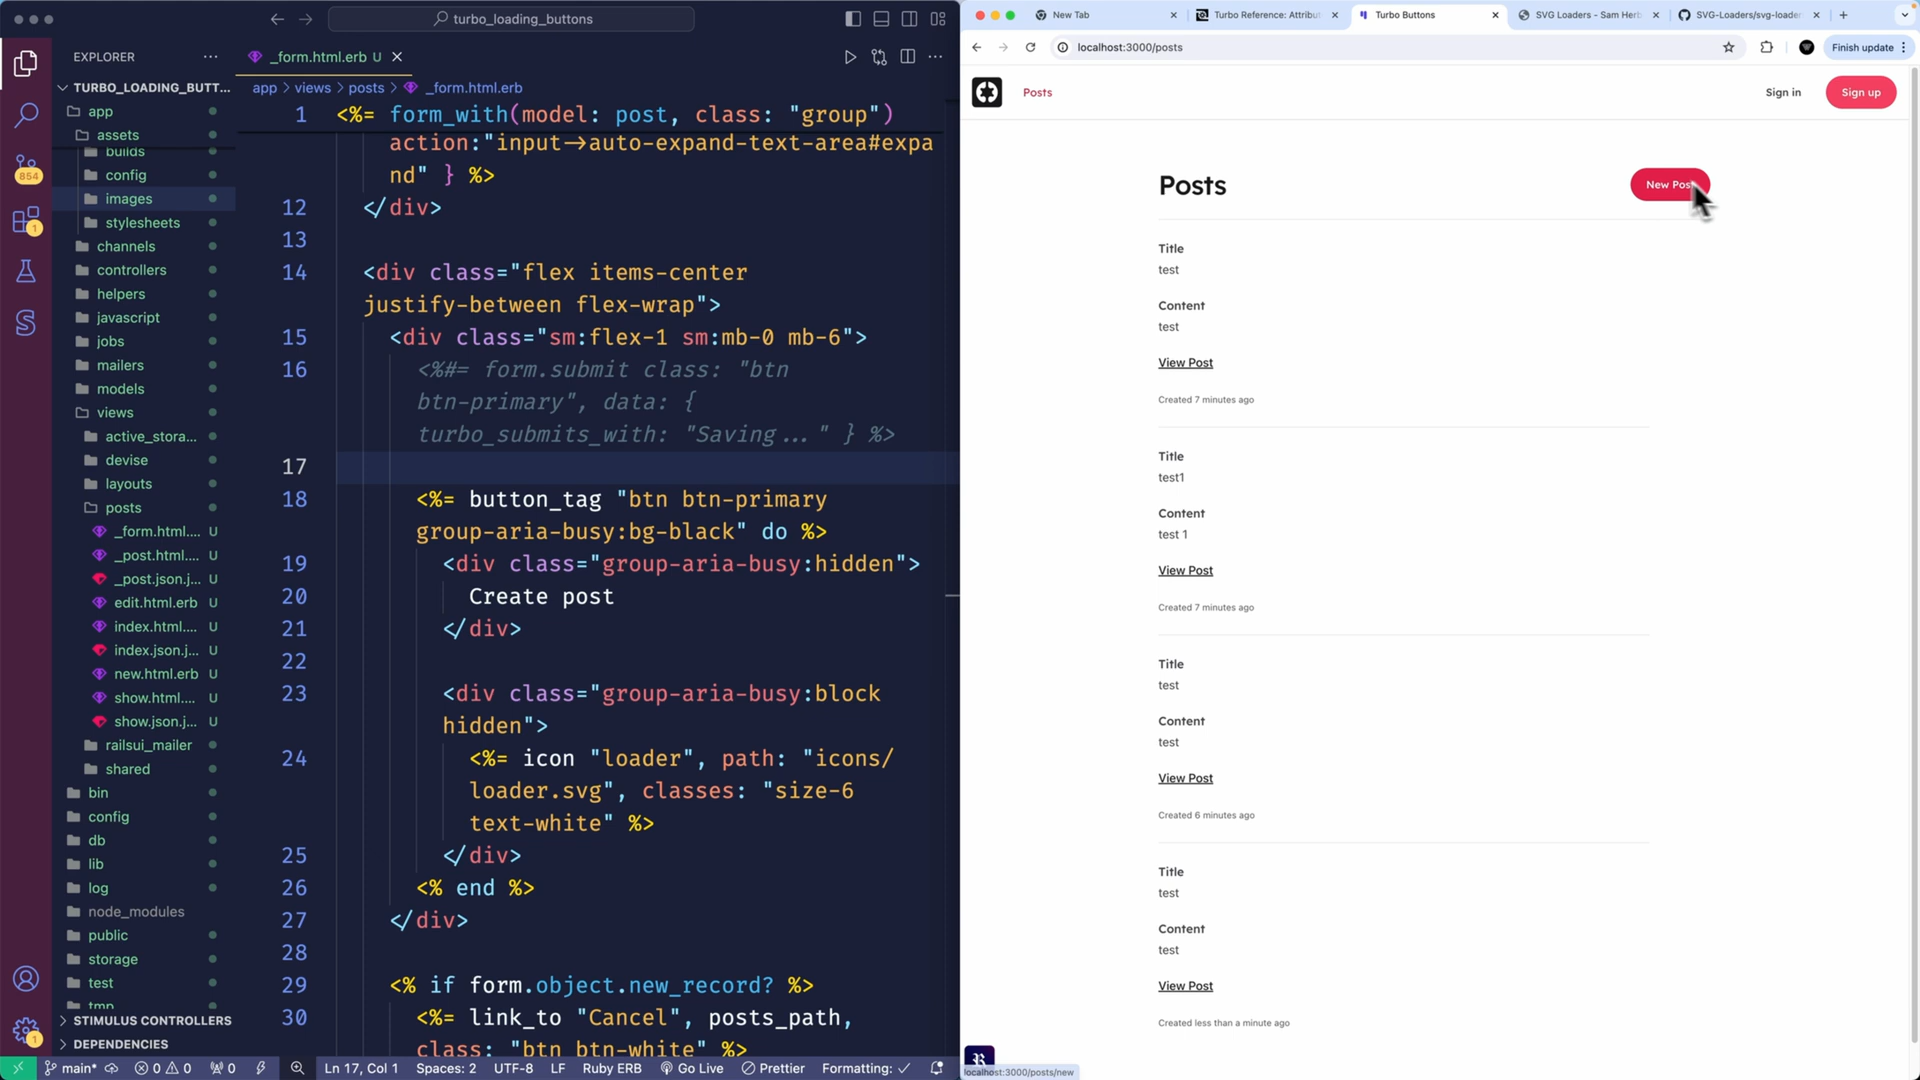 turbo_loading_buttons
EXPLORER
_form.html.erb U
TURBO_LOADING_BUTT...
app > views > posts > _form.html.erb
app
assets
builds
config
images
stylesheets
channels
controllers
helpers
javascript
jobs
mailers
models
views
active_stora...
devise
layouts
posts
_form.html.... U
_post.html.... U
_post.json.j... U
edit.html.erb U
index.html.... U
index.json.j... U
new.html.erb U
show.html.... U
show.json.j... U
railsui_mailer
shared
bin
config
db
lib
log
node_modules
public
storage
test
tmp
STIMULUS CONTROLLERS
DEPENDENCIES
854
1
1
1 <%= form_with(model: post, class: "group")
action:"input->auto-expand-text-area#expa
nd" } %>
12 </div>
13
14 <div class="flex items-center
justify-between flex-wrap">
15 <div class="sm:flex-1 sm:mb-0 mb-6">
16 <%#= form.submit class: "btn
btn-primary", data: {
turbo_submits_with: "Saving..." } %>
17
18 <%= button_tag "btn btn-primary
group-aria-busy:bg-black" do %>
19 <div class="group-aria-busy:hidden">
20 Create post
21 </div>
22
23 <div class="group-aria-busy:block
hidden">
24 <%= icon "loader", path: "icons/
loader.svg", classes: "size-6
text-white" %>
25 </div>
26 <% end %>
27 </div>
28
29 <% if form.object.new_record? %>
30 <%= link_to "Cancel", posts_path,
class: "btn btn-white" %>
main* 0 0 0 Ln 17, Col 1 Spaces: 2 UTF-8 LF Ruby ERB Go Live Prettier Formatting:
New Tab
Turbo Reference: Attribut
Turbo Buttons
SVG Loaders - Sam Herb
SVG-Loaders/svg-loader
localhost:3000/posts
Finish update
Posts
Sign in
Sign up
Posts
New Post
Title
test
Content
test
View Post
Created 7 minutes ago
Title
test1
Content
test 1
View Post
Created 7 minutes ago
Title
test
Content
test
View Post
Created 6 minutes ago
Title
test
Content
test
View Post
Created less than a minute ago
localhost:3000/posts/new